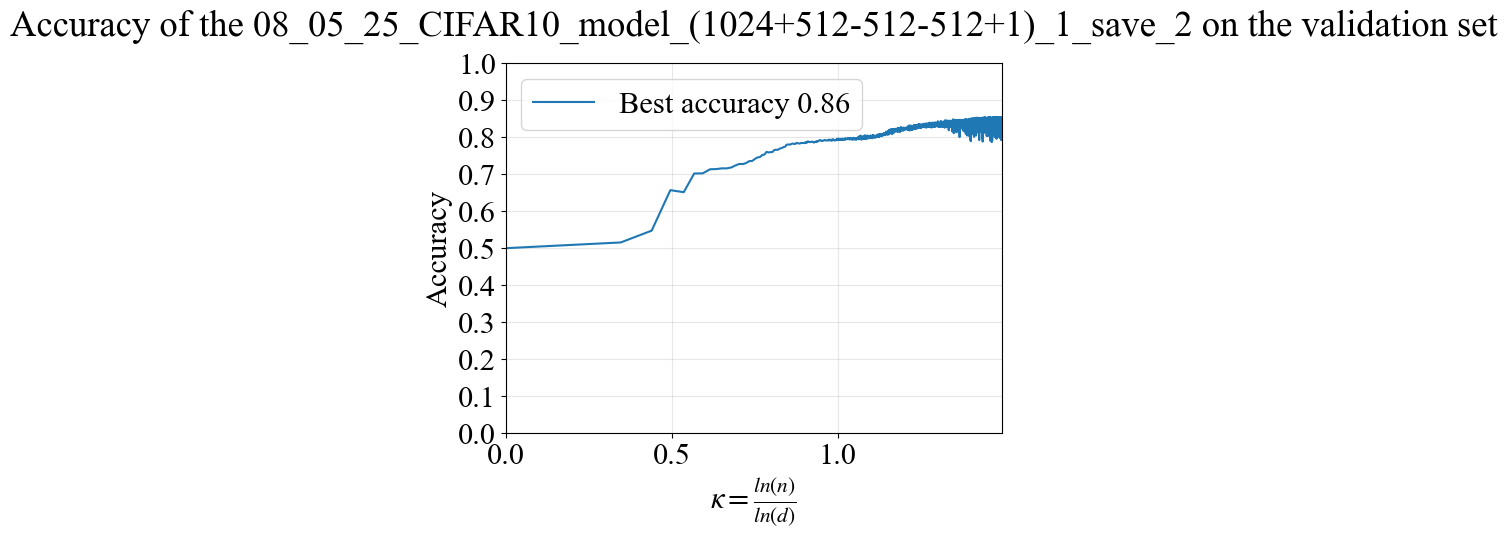 Accuracy of the 08_05_25_CIFAR10_model_(1024+512-512-512+1)_1_save_2 on the validation set
1.0
Best accuracy 0.86
0.9
0.8
0.7
0.6
0.5
0.4
0.3
0.2
0.1
0.0
Accuracy
0.0 0.5 1.0
κ = ln(n) / ln(d)